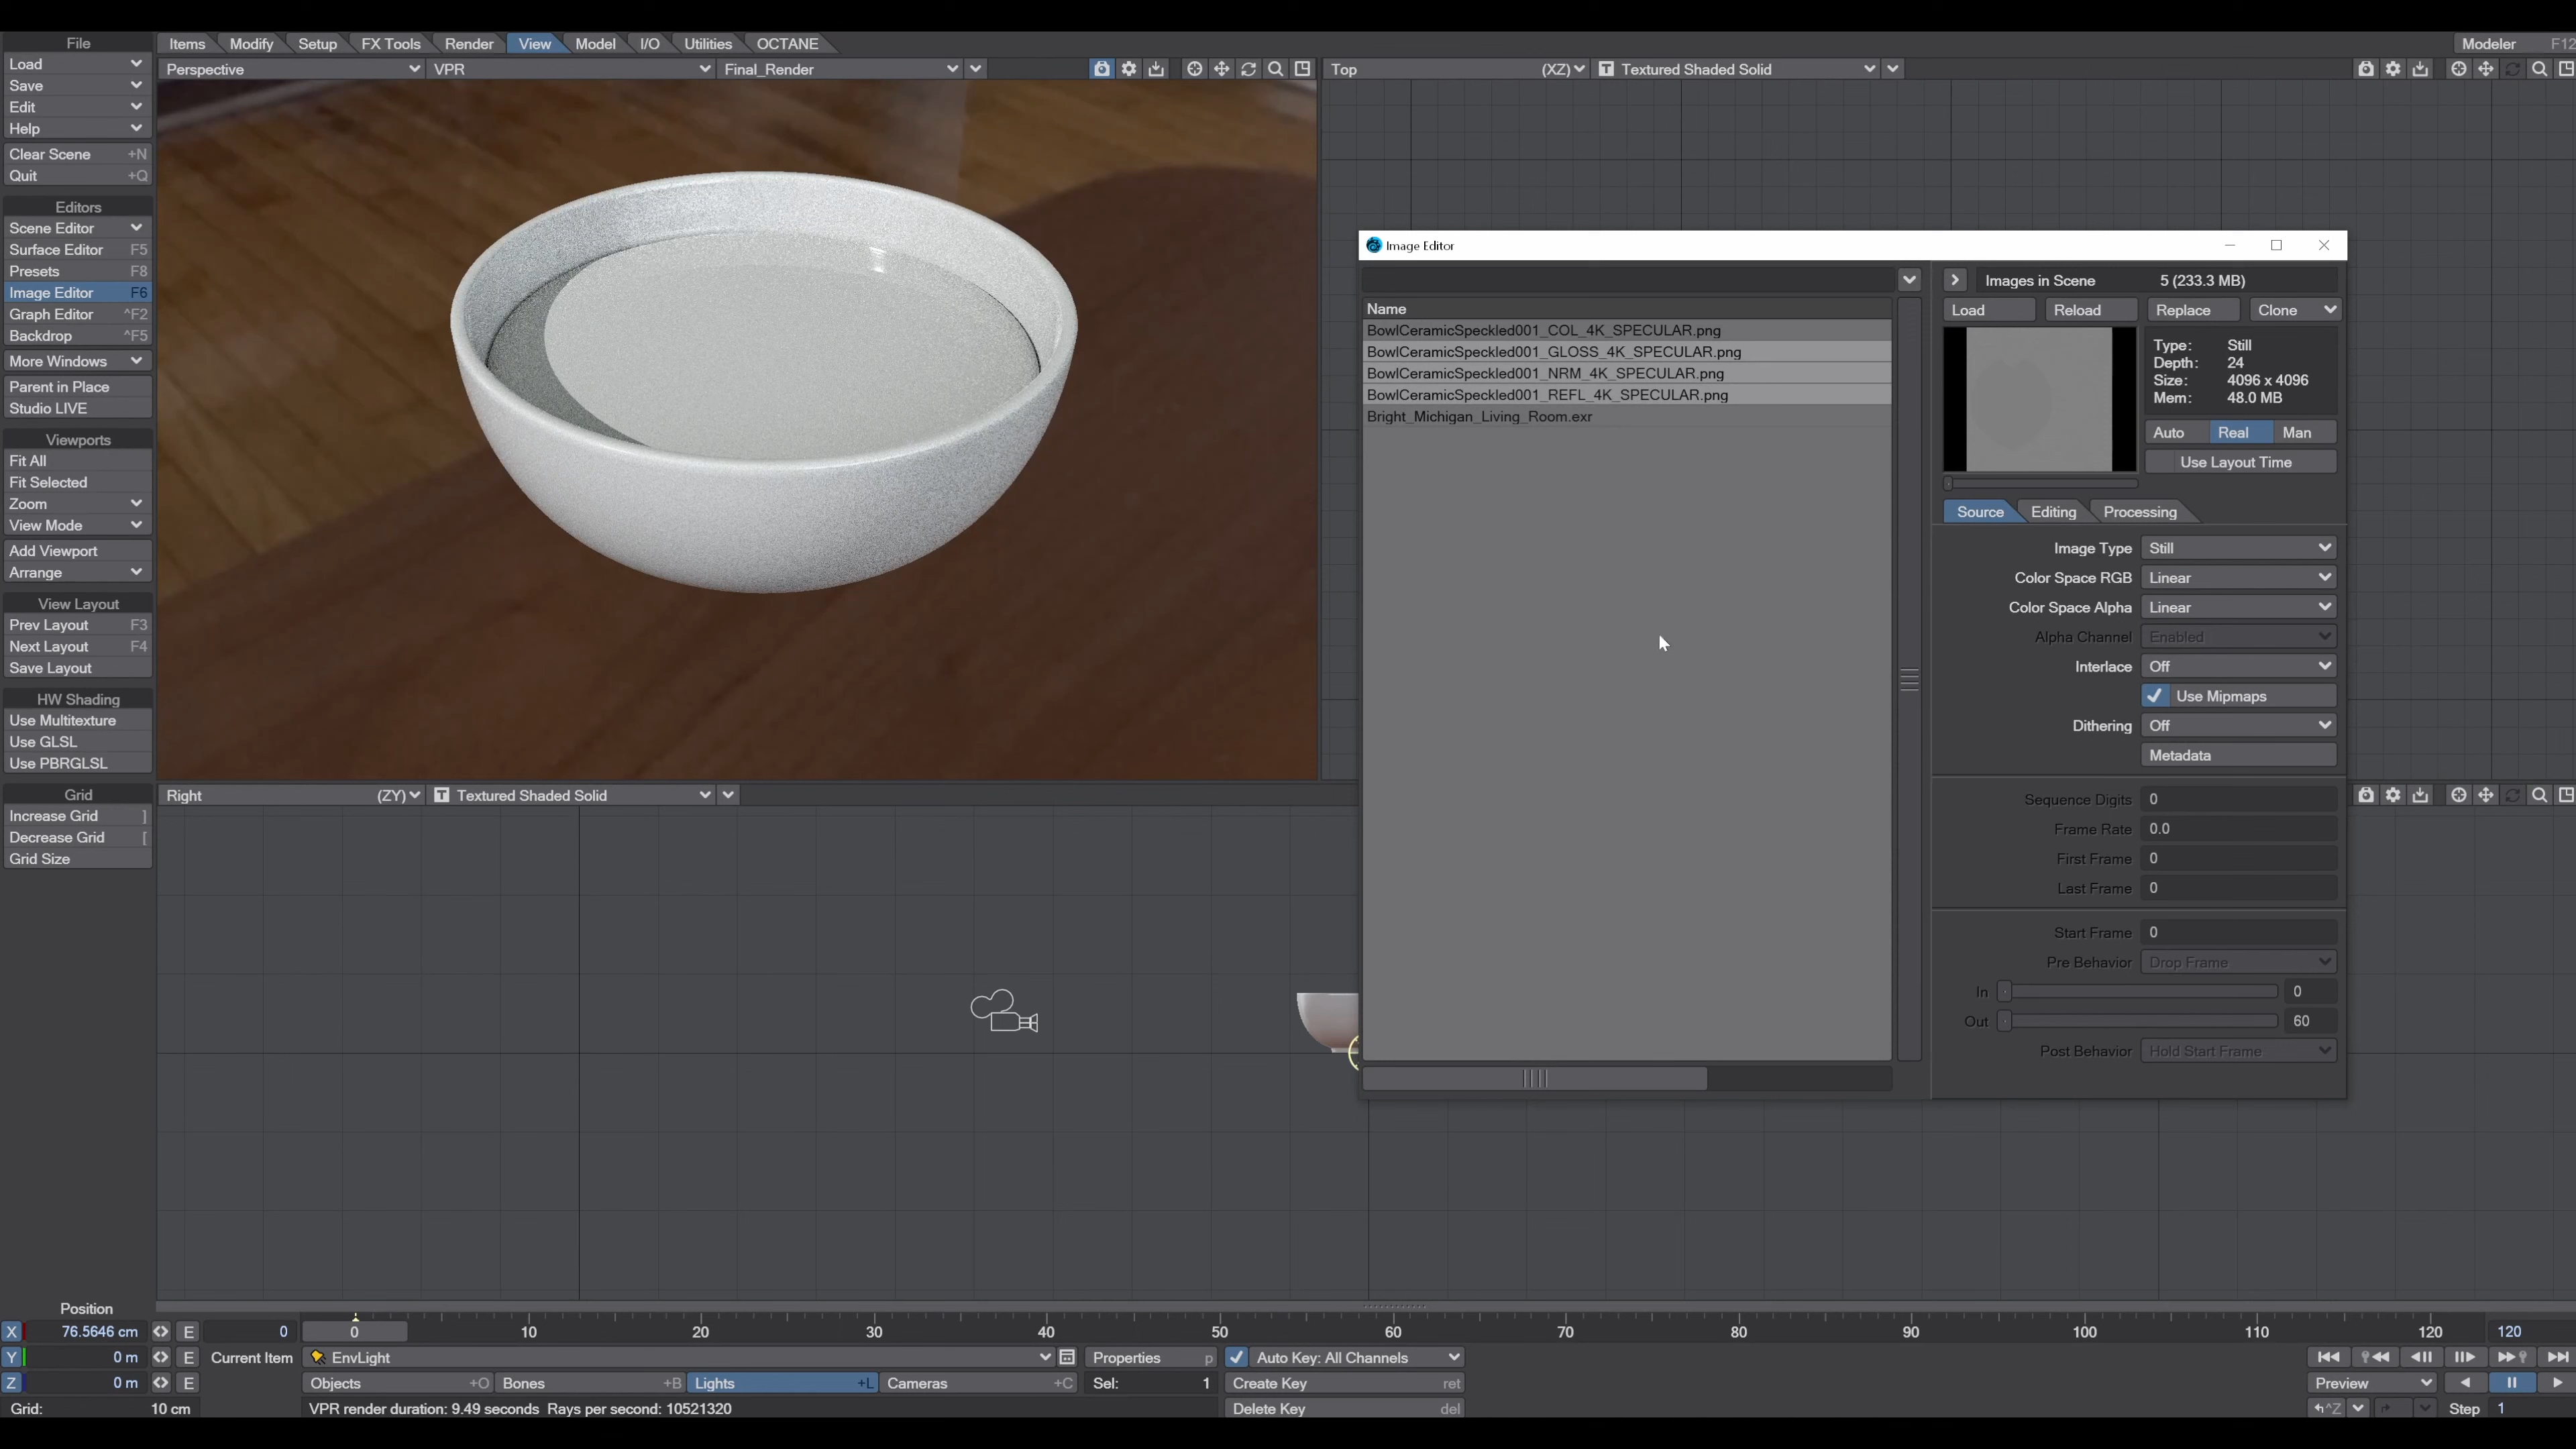 File
Items Modify Setup FX Tools Render View Model I/O Utilities OCTANE
Modeler F12
Load
Save
Edit
Help
Clear Scene +N
Quit +Q
Editors
Scene Editor
Surface Editor F5
Presets F8
Image Editor F6
Graph Editor ^F2
Backdrop ^F5
More Windows
Parent in Place
Studio LIVE
Viewports
Fit All
Fit Selected
Zoom
View Mode
Add Viewport
Arrange
View Layout
Prev Layout F3
Next Layout F4
Save Layout
HW Shading
Use Multitexture
Use GLSL
Use PBRGLSL
Grid
Increase Grid ]
Decrease Grid [
Grid Size
Perspective VPR Final_Render
Top (XZ) T Textured Shaded Solid
Right (ZY) T Textured Shaded Solid
Image Editor
Name
BowlCeramicSpeckled001_COL_4K_SPECULAR.png
BowlCeramicSpeckled001_GLOSS_4K_SPECULAR.png
BowlCeramicSpeckled001_NRM_4K_SPECULAR.png
BowlCeramicSpeckled001_REFL_4K_SPECULAR.png
Bright_Michigan_Living_Room.exr
Images in Scene 5 (233.3 MB)
Load Reload Replace Clone
Type: Still
Depth: 24
Size: 4096 x 4096
Mem: 48.0 MB
Auto Real Man
Use Layout Time
Source Editing Processing
Image Type Still
Color Space RGB Linear
Color Space Alpha Linear
Alpha Channel Enabled
Interlace Off
Use Mipmaps
Dithering Off
Metadata
Sequence Digits 0
Frame Rate 0.0
First Frame 0
Last Frame 0
Start Frame 0
Pre Behavior Drop Frame
In 0
Out 60
Post Behavior Hold Start Frame
Position
X 76.5646 cm E 0 0 10 20 30 40 50 60 70 80 90 100 110 120 120
Y 0 m E Current Item EnvLight Properties p Auto Key: All Channels
Z 0 m E Objects +O Bones +B Lights +L Cameras +C Sel: 1 Create Key ret Preview
Grid: 10 cm VPR render duration: 9.49 seconds Rays per second: 10521320 Delete Key del ^Z Step 1